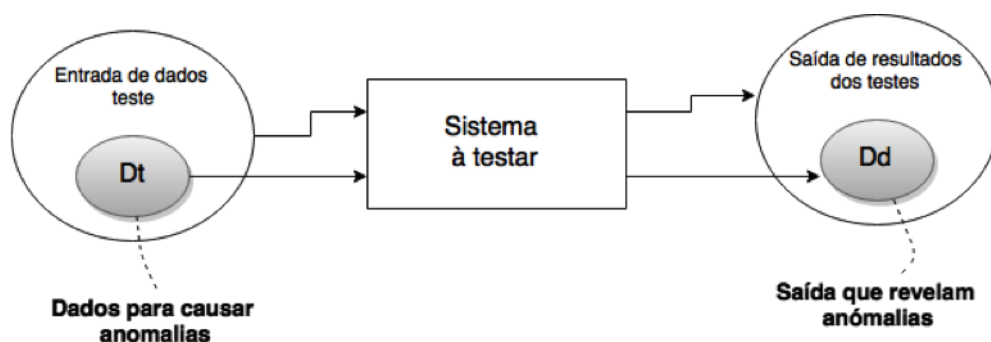 Entrada de dados
teste
Dt
Dados para causar
anomalias
Sistema
à testar
Saída de resultados
dos testes
Dd
Saída que revelam
anómalias